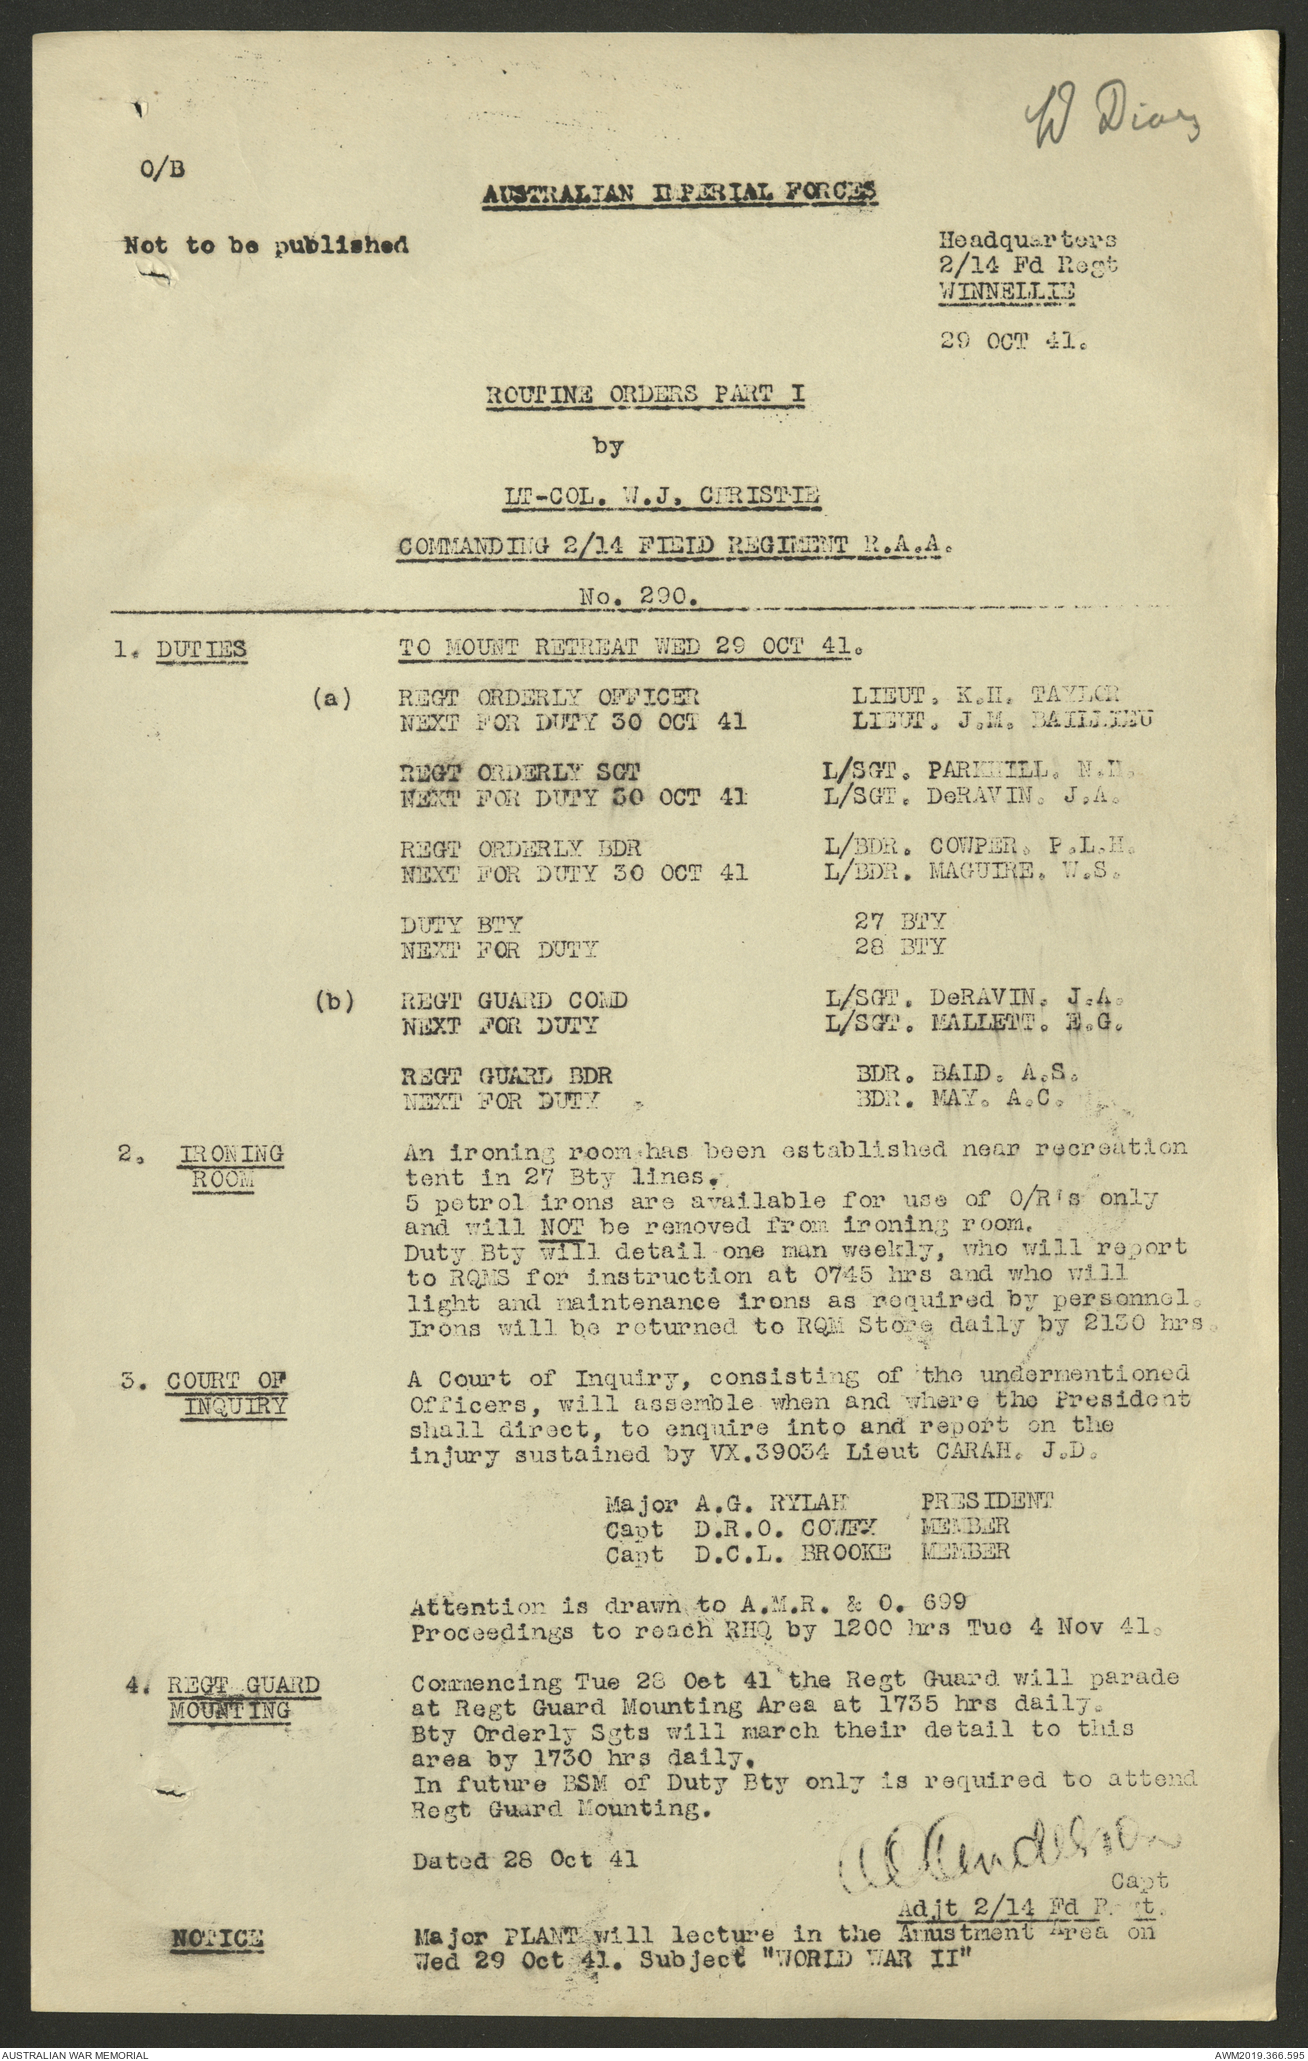 W Diary
O/B
AUSTRALIAN IMPERIAL FORCES
Not to be published
Headquarters
2/14 Fd Regt
WINNELLIE
29 OCT 41.
ROUTINE ORDERS PART I
by
LT-COL. W.J. CHRISTIE
COMMANDING 2/14 FIELD REGIMENT R.A.A.
No. 290.
1. DUTIES TO MOUNT RETREAT WED 29 OCT 41.
(a) REGT ORDERLY OFFICER LIEUT. K.H. TAYLOR
NEXT FOR DUTY 30 OCT 41 LIEUT. J.M. BAILLIEU
REGT ORDERLY SGT L/SGT. PARKHILL. N.H.
NEXT FOR DUTY 30 OCT 41 L/SGT. DeRAVIN. J.A.
REGT ORDERLY BDR L/BDR. COWPER. P.L.H.
NEXT FOR DUTY 30 OCT 41 L/BDR. MAGUIRE. W.S.
DUTY BTY 27 BTY
NEXT FOR DUTY 28 BTY
(b) REGT GUARD COMD L/SGT. DeRAVIN. J.A.
NEXT FOR DUTY L/SGT. MALLETT. E.G.
REGT GUARD BDR BDR. BAID. A.S.
NEXT FOR DUTY BDR. MAY. A.C.
2. IRONING An ironing room has been established near recreation
ROOM tent in 27 Bty lines.
5 petrol irons are available for use of O/R's only
and will NOT be removed from ironing room.
Duty Bty will detail one man weekly, who will report
to RQMS for instruction at 0745 hrs and who will
light and maintenance irons as required by personnel.
Irons will be returned to RQM Store daily by 2130 hrs.
3. COURT OF A Court of Inquiry, consisting of the undermentioned
INQUIRY Officers, will assemble when and where the President
shall direct, to enquire into and report on the
injury sustained by VX.39034 Lieut CARAH. J.D.
Major A.G. RYLAH PRESIDENT
Capt D.R.O. COWEY MEMBER
Capt D.C.L. BROOKE MEMBER
Attention is drawn to A.M.R. & O. 699
Proceedings to reach RHQ by 1200 hrs Tue 4 Nov 41.
4. REGT GUARD Commencing Tue 28 Oct 41 the Regt Guard will parade
MOUNTING at Regt Guard Mounting Area at 1735 hrs daily.
Bty Orderly Sgts will march their detail to this
area by 1730 hrs daily.
In future BSM of Duty Bty only is required to attend
Regt Guard Mounting.
Dated 28 Oct 41
Anderson
Capt
Adjt 2/14 Fd Regt.
NOTICE Major PLANT will lecture in the Amustment Area on
Wed 29 Oct 41. Subject "WORLD WAR II"
AUSTRALIAN WAR MEMORIAL
AWM2019.366.595